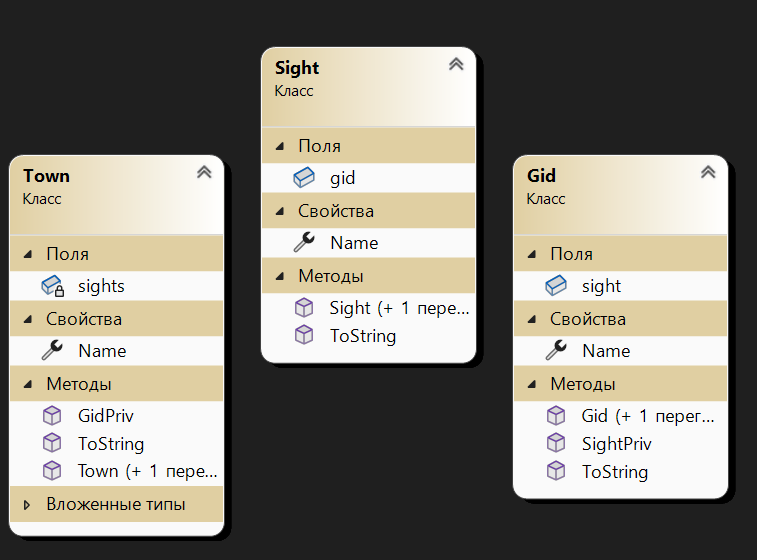 Town
Класс
Поля
sights
Свойства
Name
Методы
GidPriv
ToString
Town (+ 1 пере...
Вложенные типы
Sight
Класс
Поля
gid
Свойства
Name
Методы
Sight (+ 1 пере...
ToString
Gid
Класс
Поля
sight
Свойства
Name
Методы
Gid (+ 1 перег...
SightPriv
ToString